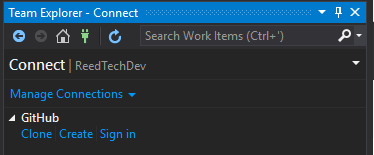 Team Explorer - Connect
Search Work Items (Ctrl+')
Connect | ReedTechDev
Manage Connections
GitHub
Clone Create Sign in